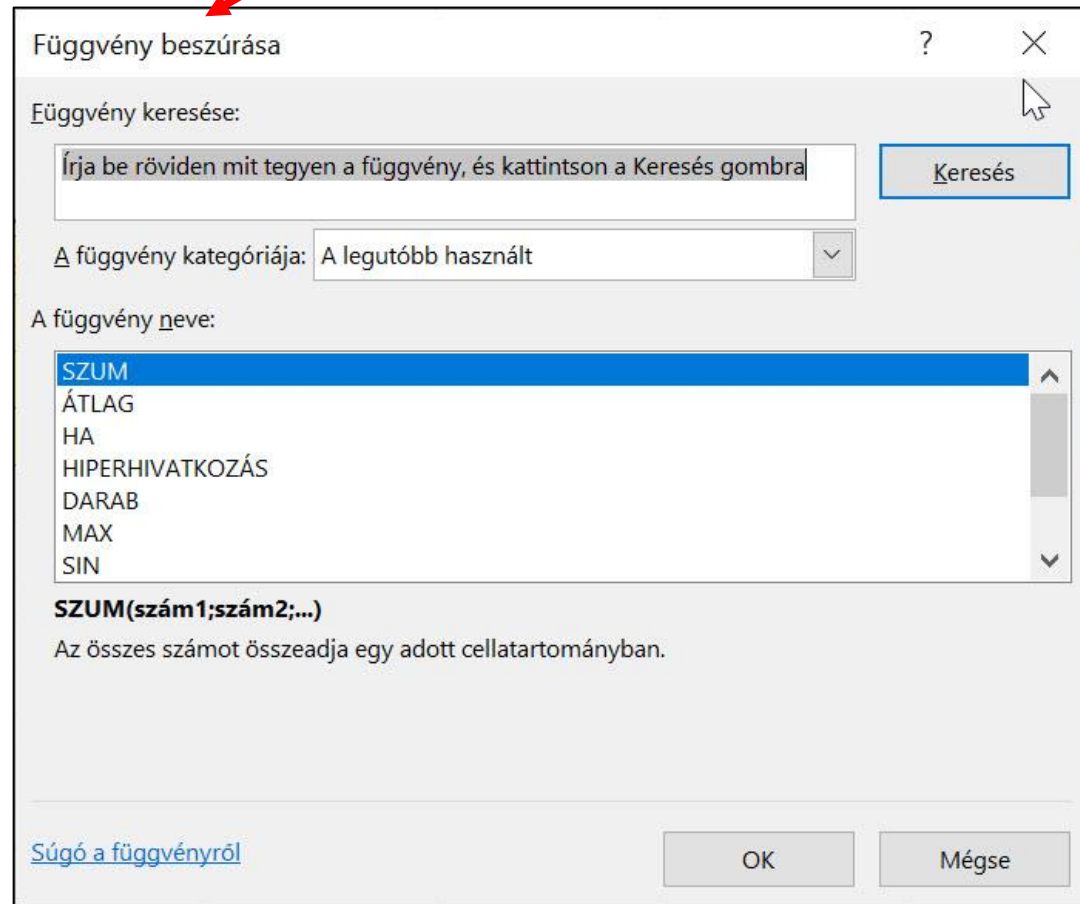 Függvény beszúrása ?
Függvény keresése:
Írja be röviden mit tegyen a függvény, és kattintson a Keresés gombra
Keresés
A függvény kategóriája: A legutóbb használt
A függvény neve:
SZUM
ÁTLAG
HA
HIPERHIVATKOZÁS
DARAB
MAX
SIN
SZUM(szám1;szám2;...)
Az összes számot összeadja egy adott cellatartományban.
Súgó a függvényről
OK
Mégse